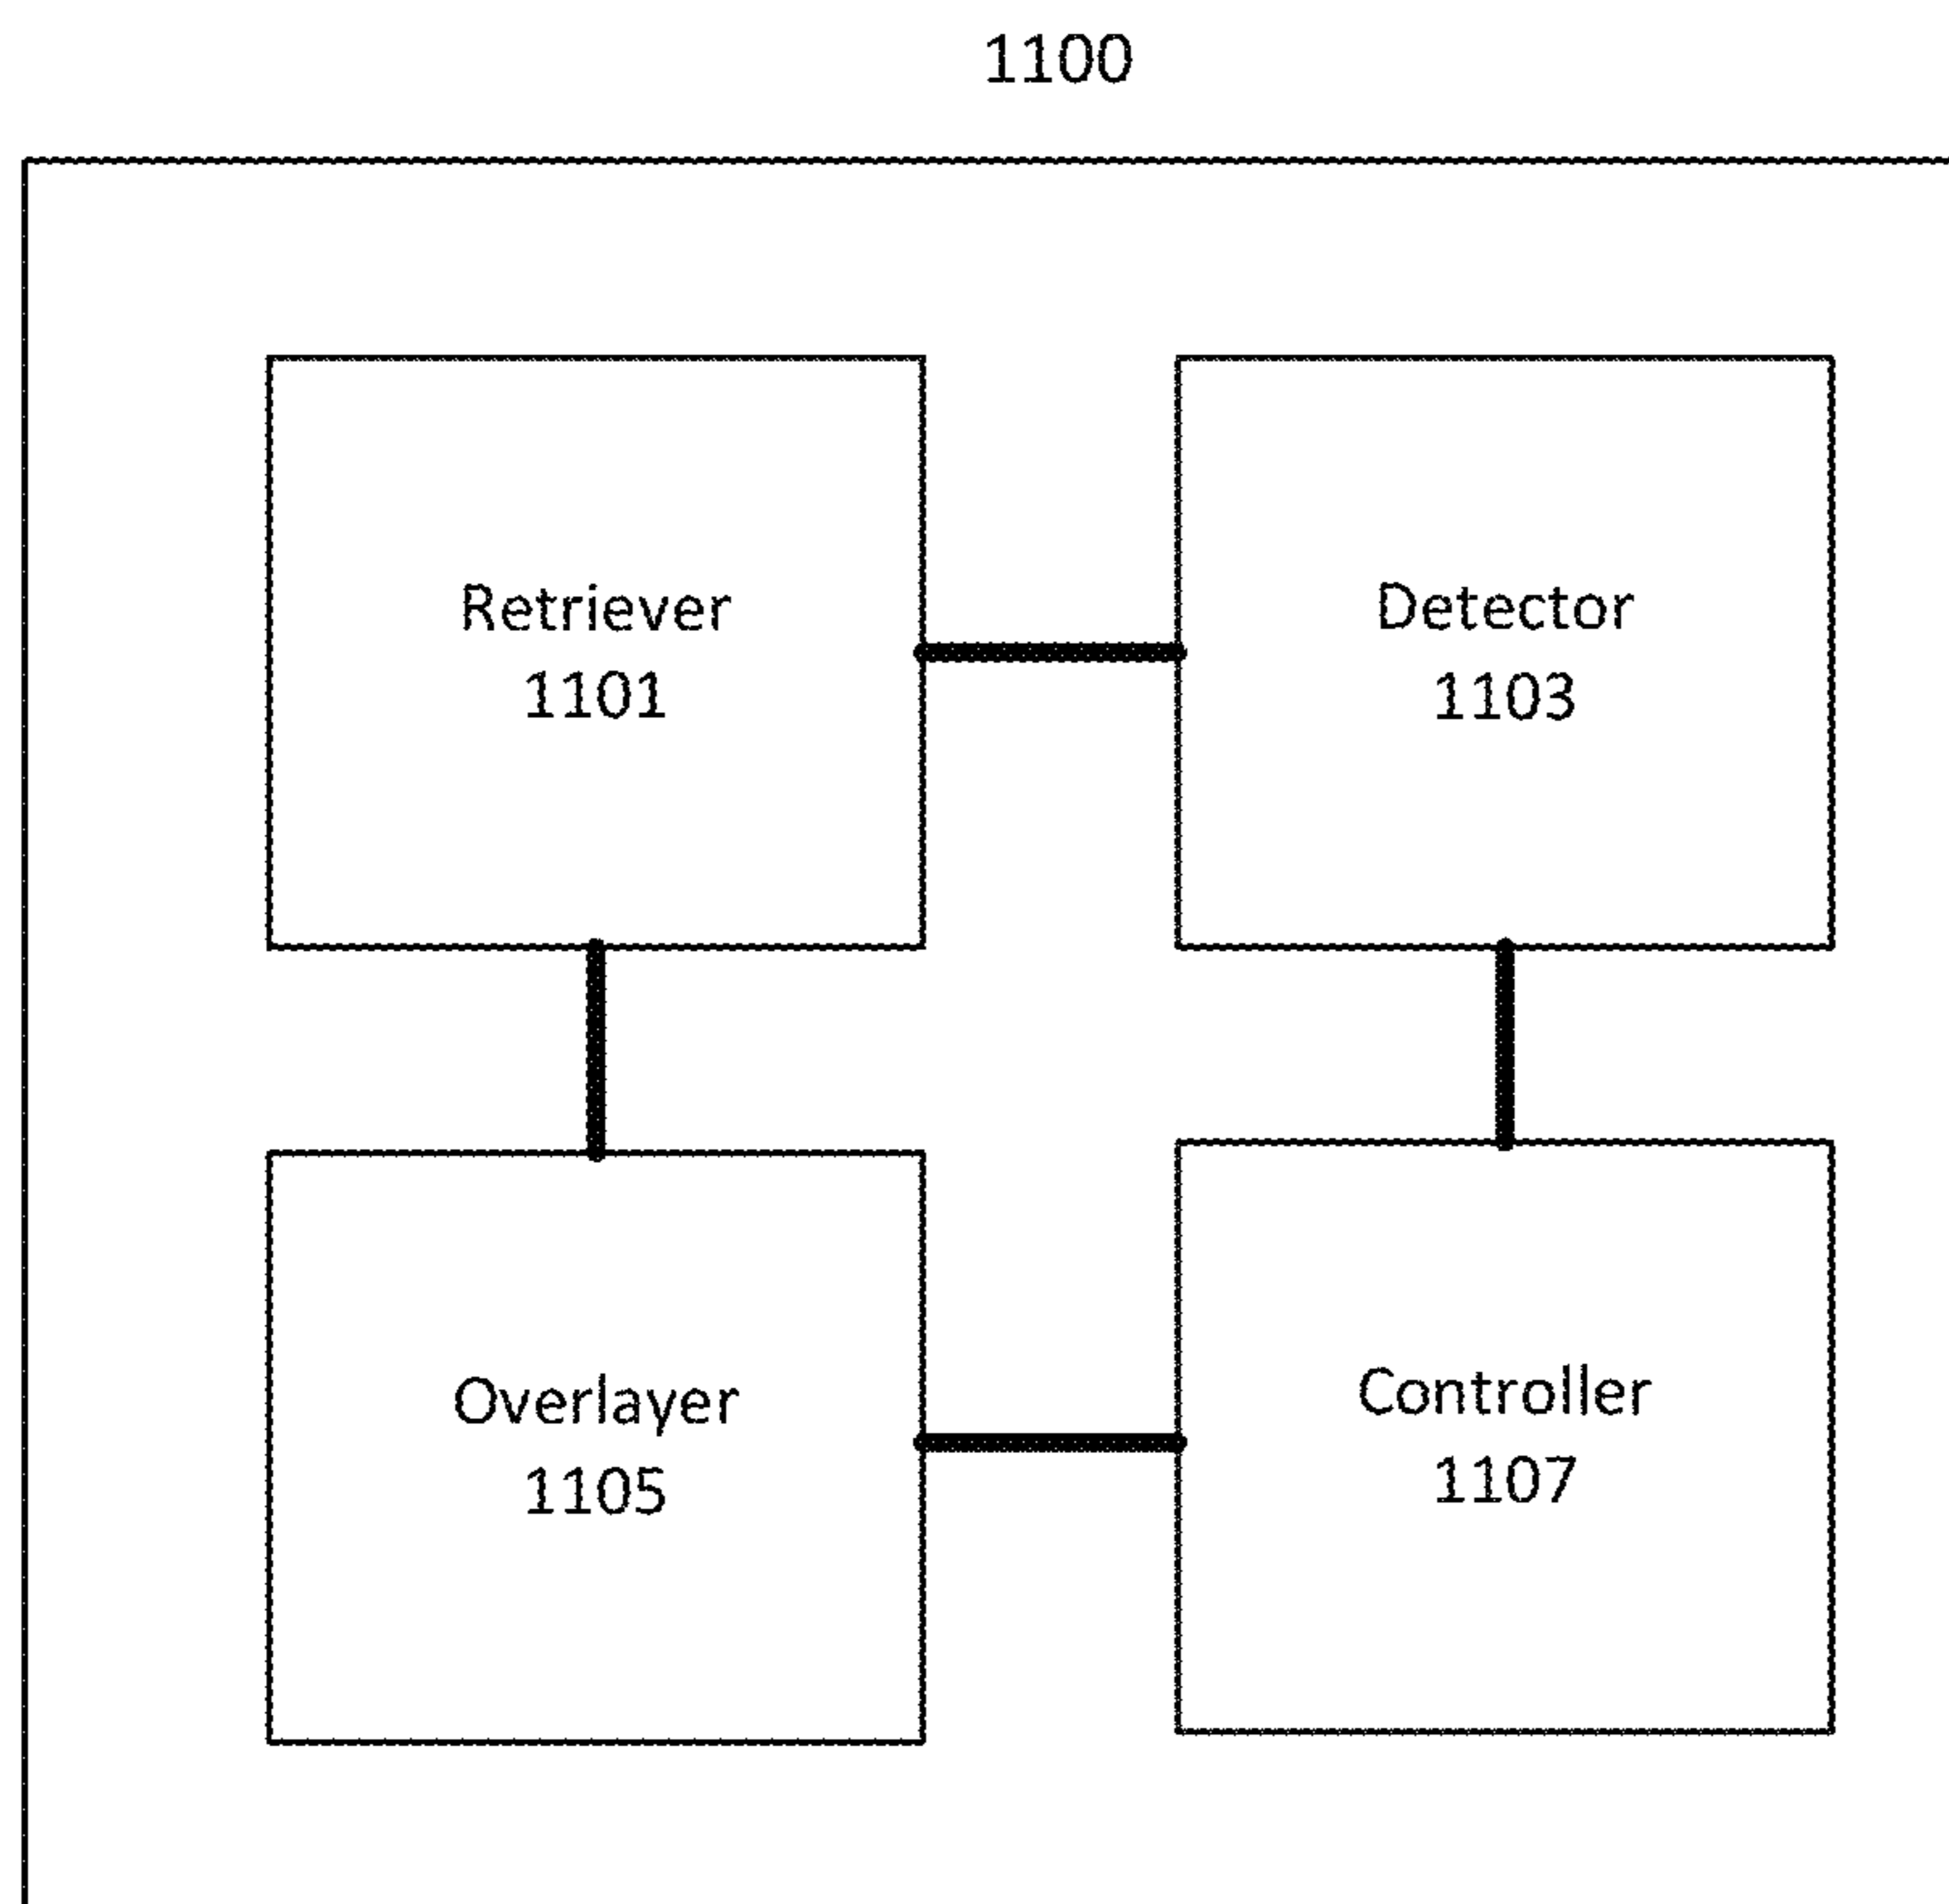 1100
Retriever
1101
Detector
1103
Overlayer
1105
Controller
1107